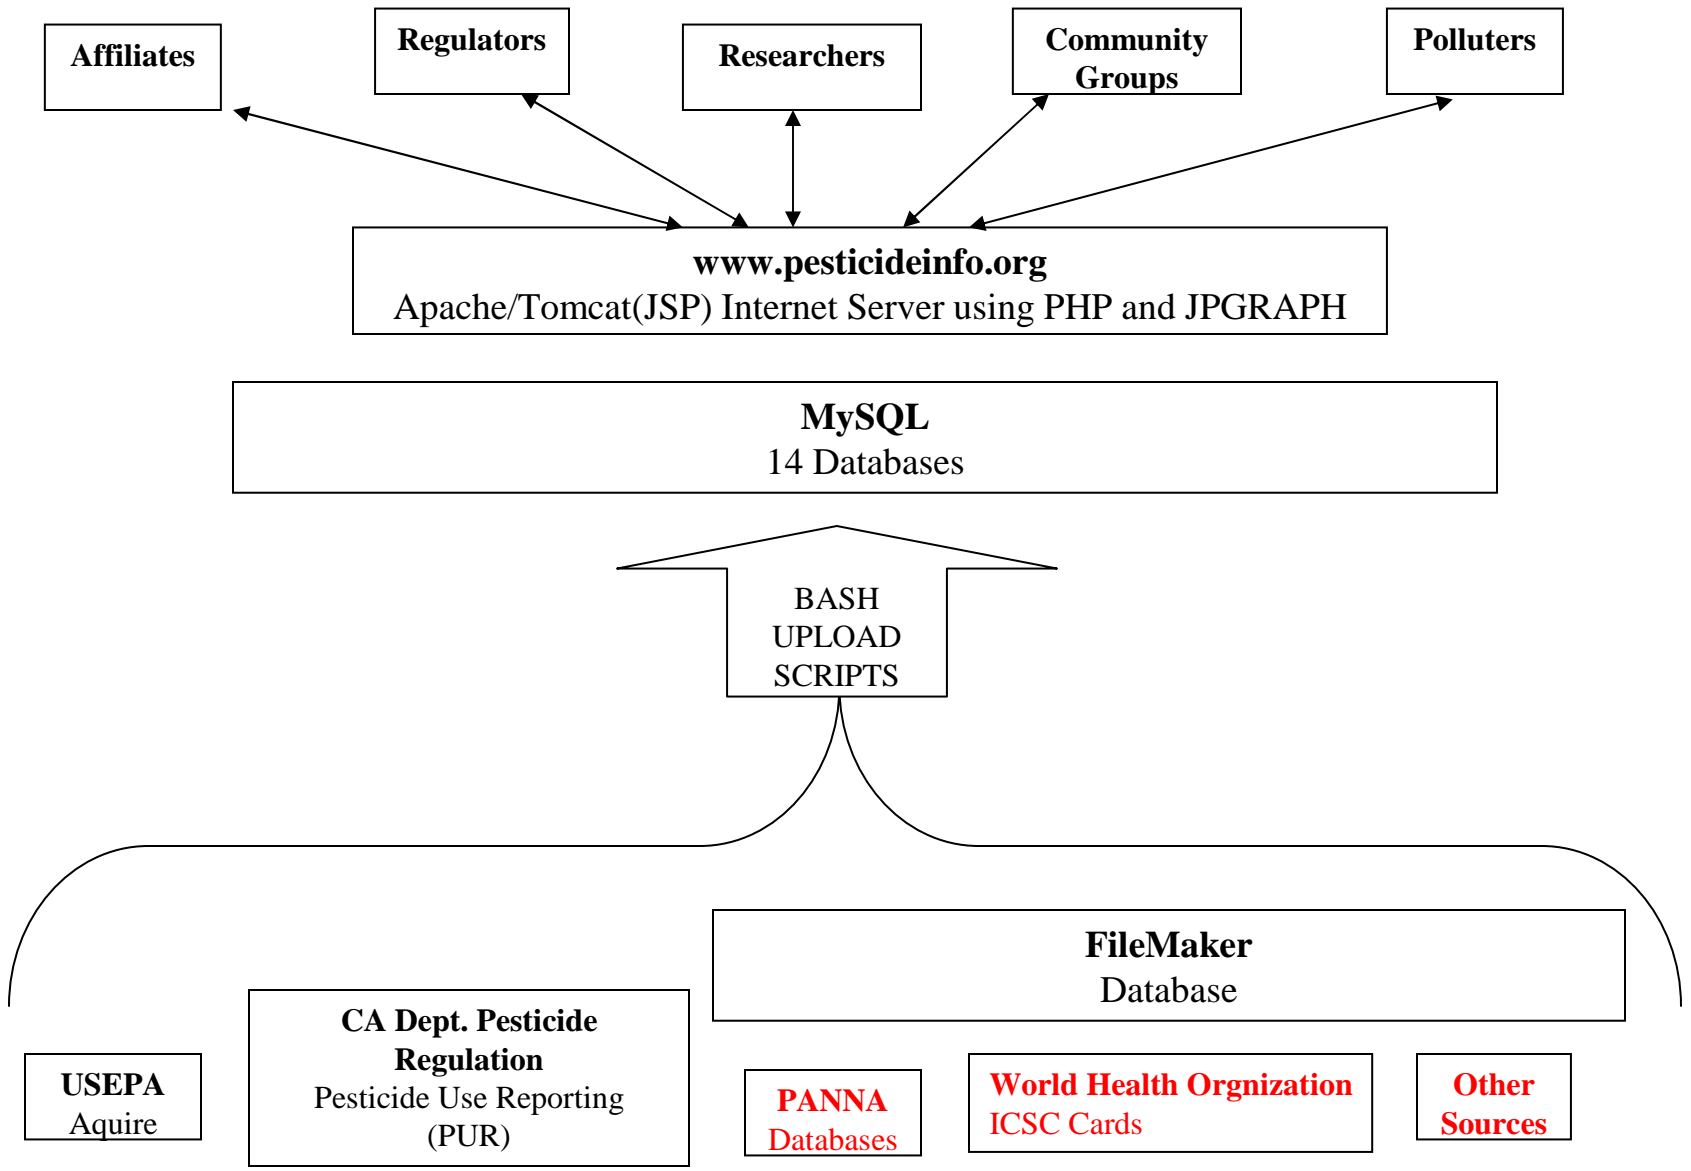 Affiliates
Regulators
Researchers
Community
Groups
Polluters
www.pesticideinfo.org
Apache/Tomcat(JSP) Internet Server using PHP and JPGRAPH
MySQL
14 Databases
BASH
UPLOAD
SCRIPTS
FileMaker
Database
CA Dept. Pesticide
Regulation
Pesticide Use Reporting
(PUR)
USEPA
Aquire
PANNA
Databases
World Health Orgnization
ICSC Cards
Other
Sources